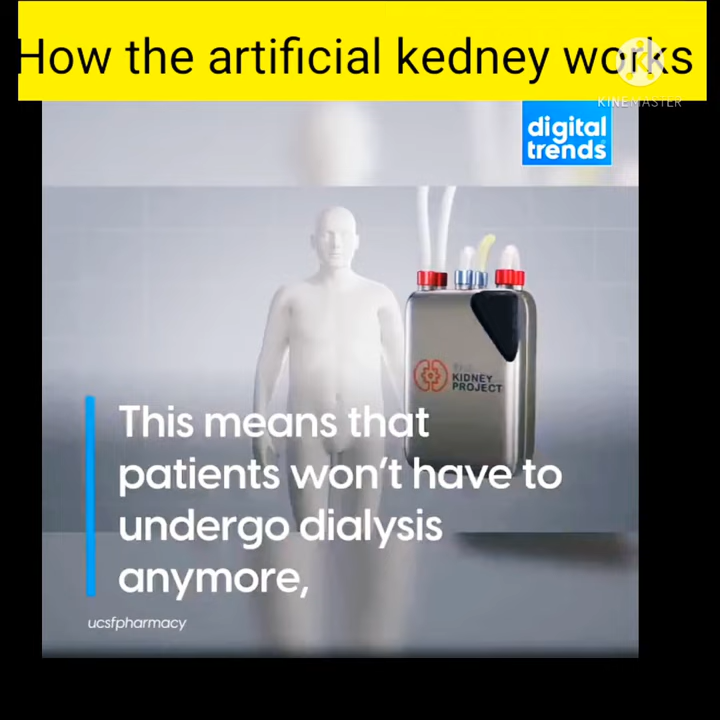 How the artificial kedney works
KINEMASTER
digital
trends
KIDNEY
PROJECT
This means that
patients won't have to
undergo dialysis
anymore,
ucsfpharmacy